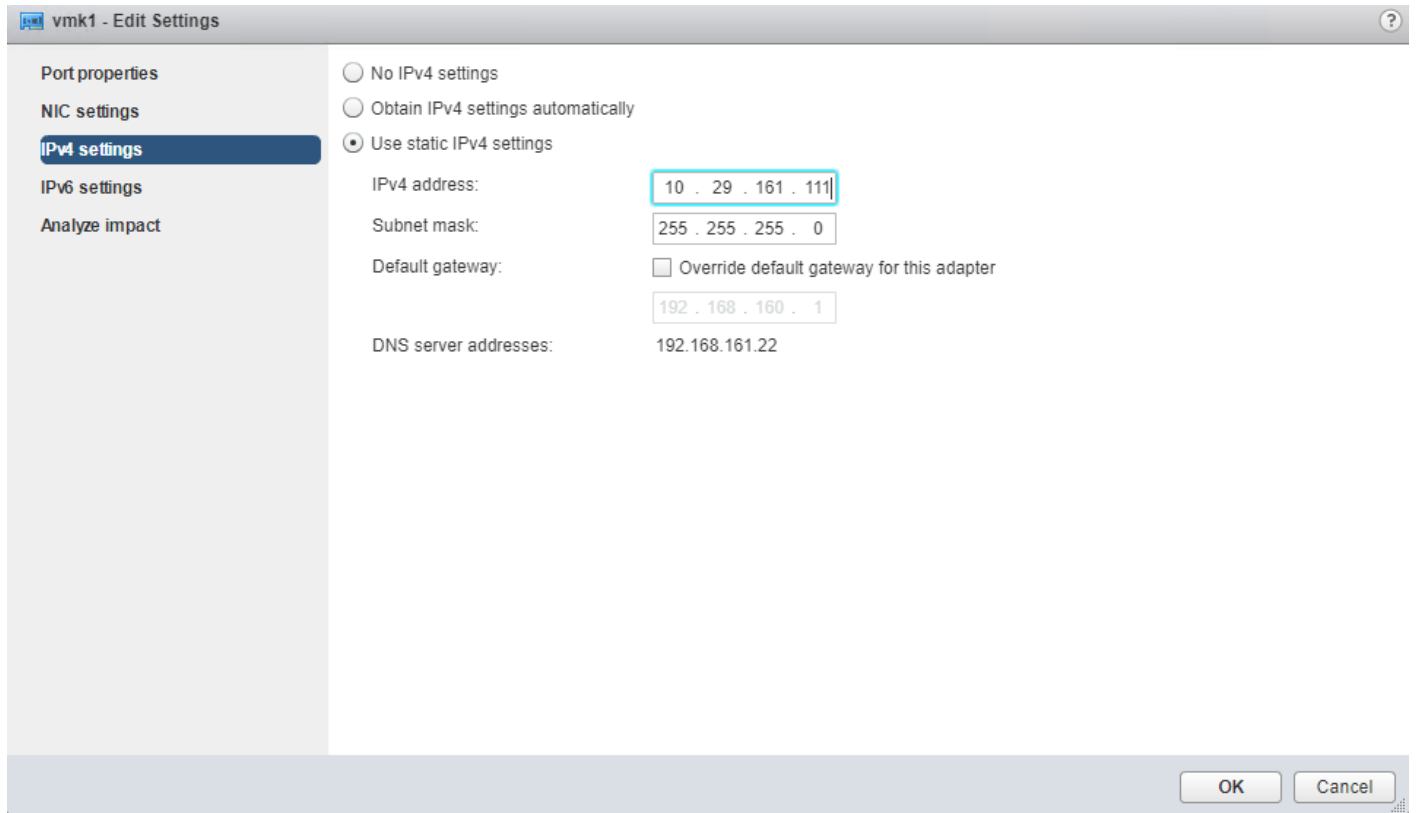 vmk1 - Edit Settings
?
Port properties
NIC settings
IPv4 settings
IPv6 settings
Analyze impact
No IPv4 settings
Obtain IPv4 settings automatically
Use static IPv4 settings
IPv4 address: 10 . 29 . 161 . 111
Subnet mask: 255 . 255 . 255 . 0
Default gateway: Override default gateway for this adapter
192 . 168 . 160 . 1
DNS server addresses: 192.168.161.22
OK Cancel